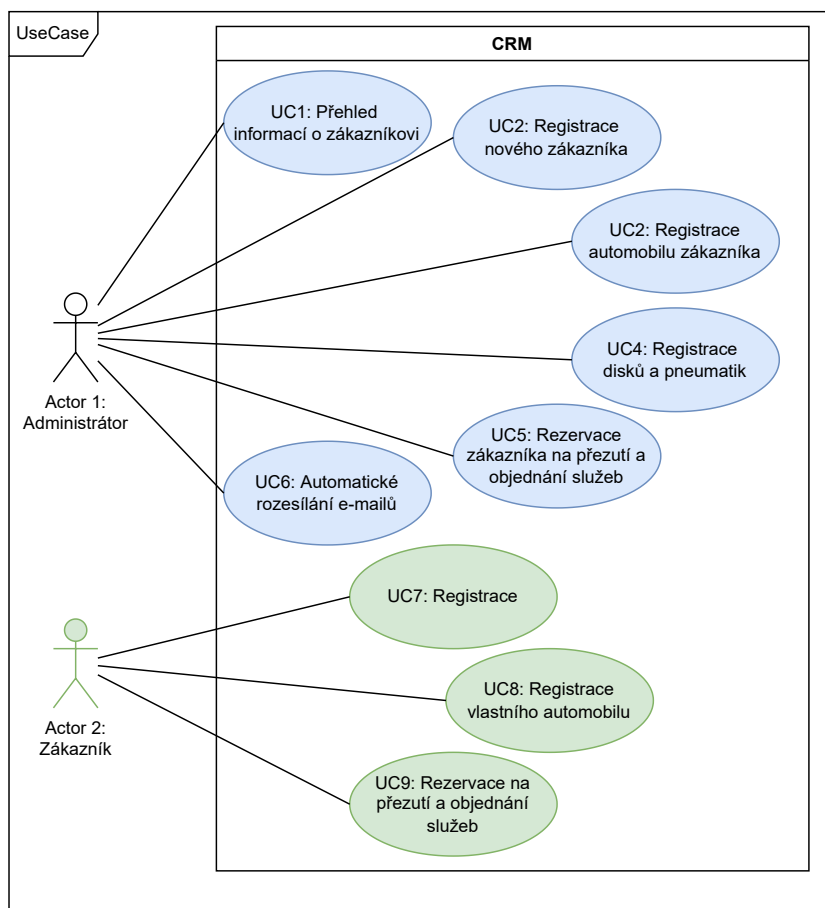 UseCase
CRM
UC1: Přehled
informací o zákazníkovi
UC2: Registrace
nového zákazníka
UC2: Registrace
automobilu zákazníka
UC4: Registrace
disků a pneumatik
Actor 1:
Administrátor
UC5: Rezervace
zákazníka na přezutí a
objednání služeb
UC6: Automatické
rozesílání e-mailů
UC7: Registrace
UC8: Registrace
vlastního automobilu
Actor 2:
Zákazník
UC9: Rezervace na
přezutí a objednání
služeb